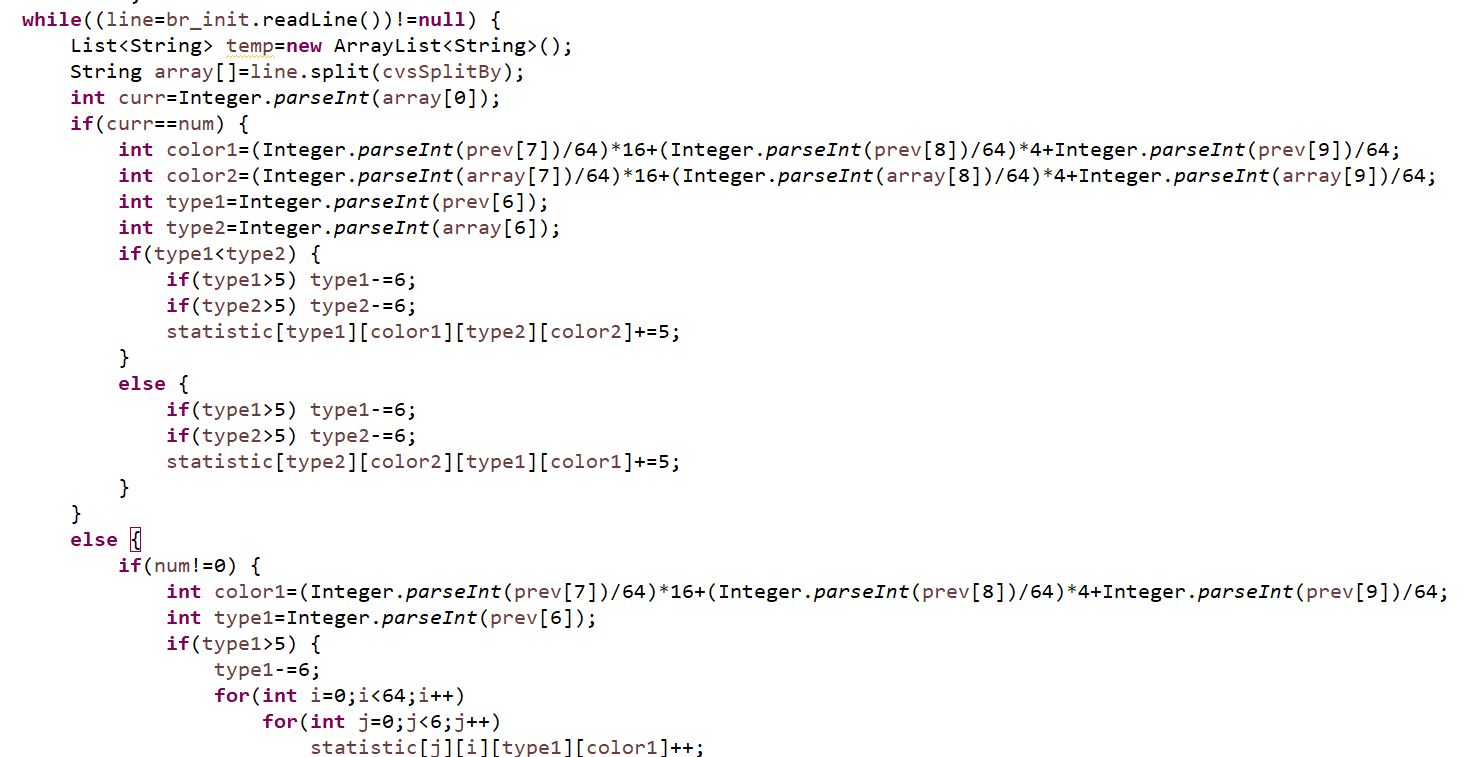 while((line=br_init.readLine())!=null) {
List<String> temp=new ArrayList<String>();
String array[]=line.split(cvsSplitBy);
int curr=Integer.parseInt(array[0]);
if(curr==num) {
int color1=(Integer.parseInt(prev[7])/64)*16+(Integer.parseInt(prev[8])/64)*4+Integer.parseInt(prev[9])/64;
int color2=(Integer.parseInt(array[7])/64)*16+(Integer.parseInt(array[8])/64)*4+Integer.parseInt(array[9])/64;
int type1=Integer.parseInt(prev[6]);
int type2=Integer.parseInt(array[6]);
if(type1<type2) {
if(type1>5) type1-=6;
if(type2>5) type2-=6;
statistic[type1][color1][type2][color2]+=5;
}
else {
if(type1>5) type1-=6;
if(type2>5) type2-=6;
statistic[type2][color2][type1][color1]+=5;
}
}
else {
if(num!=0) {
int color1=(Integer.parseInt(prev[7])/64)*16+(Integer.parseInt(prev[8])/64)*4+Integer.parseInt(prev[9])/64;
int type1=Integer.parseInt(prev[6]);
if(type1>5) {
type1-=6;
for(int i=0;i<64;i++)
for(int j=0;j<6;j++)
statistic[j][i][type1][color1]++;